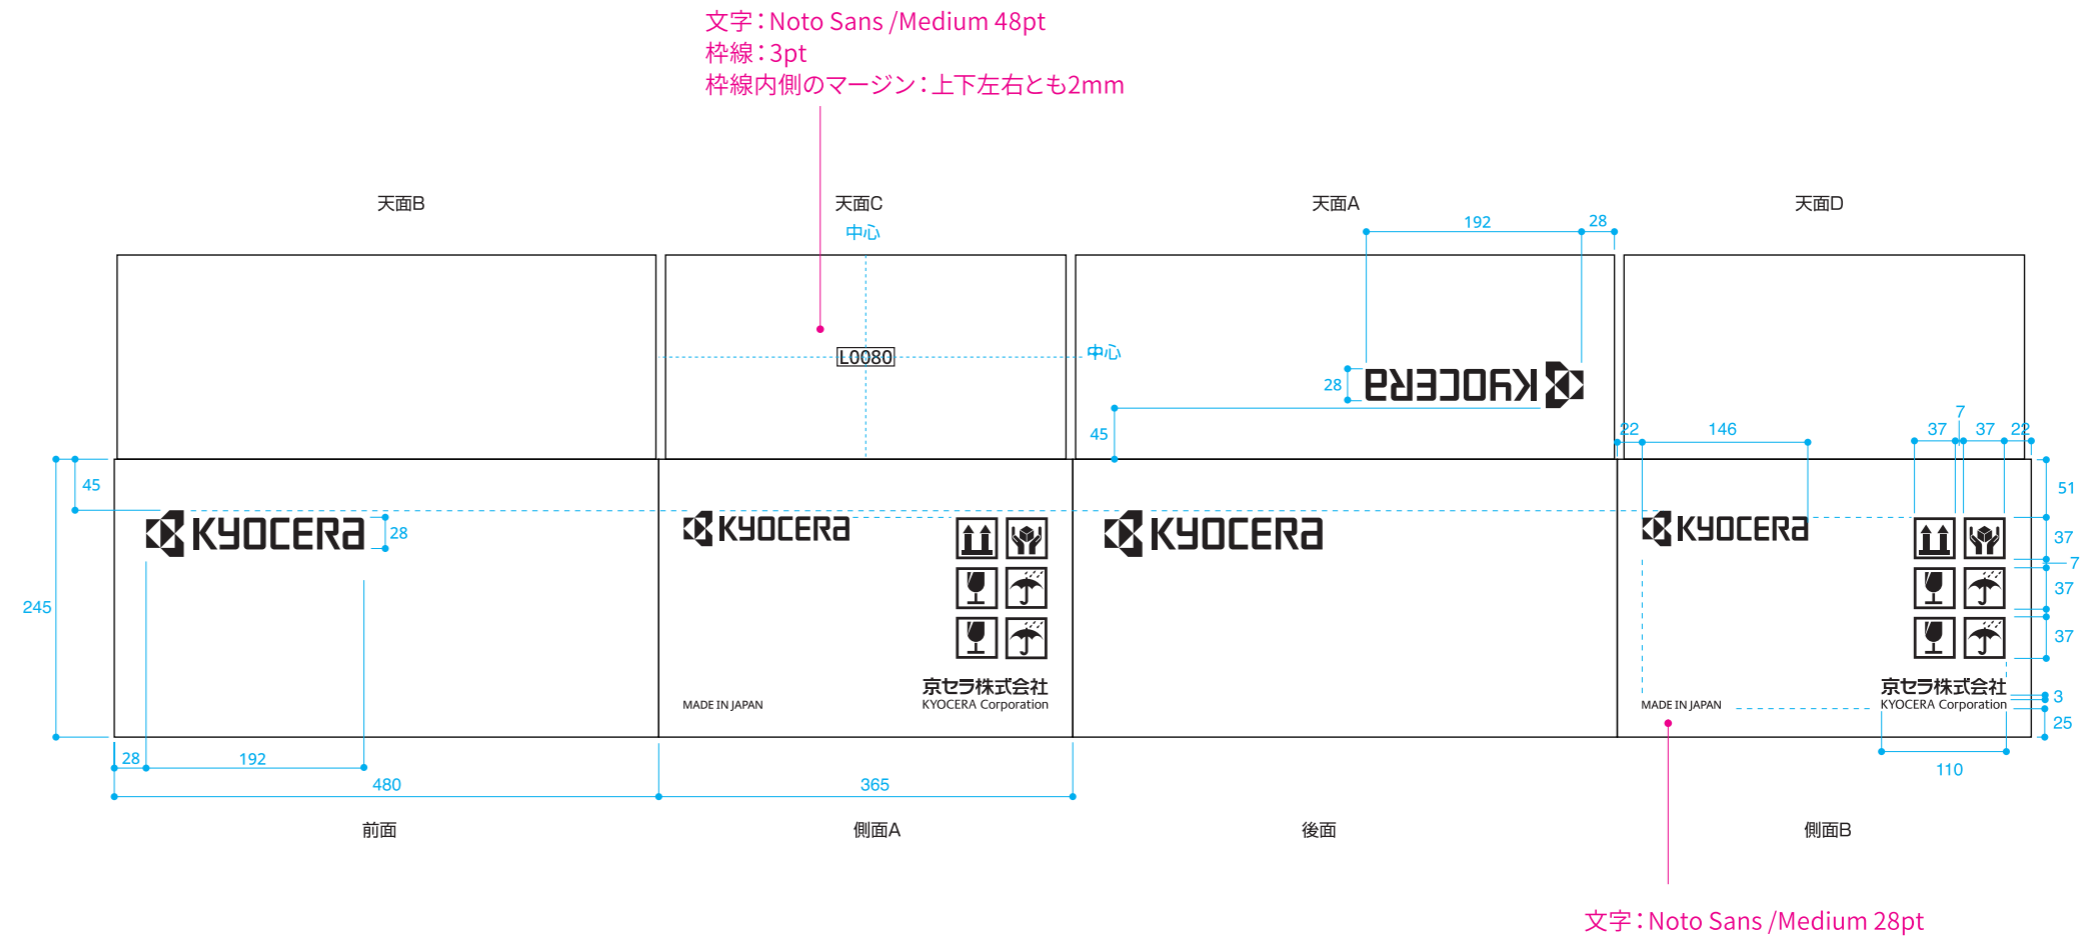 文字：Noto Sans /Medium 48pt
枠線：3pt
枠線内側のマージン：上下左右とも2mm
天面B
天面C
天面A
天面D
中心
192
28
L0080
中心
28
KYOCERA
45
22
146
37
7
37
22
45
KYOCERA
28
KYOCERA
KYOCERA
KYOCERA
51
37
7
37
37
245
京セラ株式会社
KYOCERA Corporation
MADE IN JAPAN
京セラ株式会社
KYOCERA Corporation
MADE IN JAPAN
3
25
28
192
110
480
365
前面
側面A
後面
側面B
文字：Noto Sans /Medium 28pt